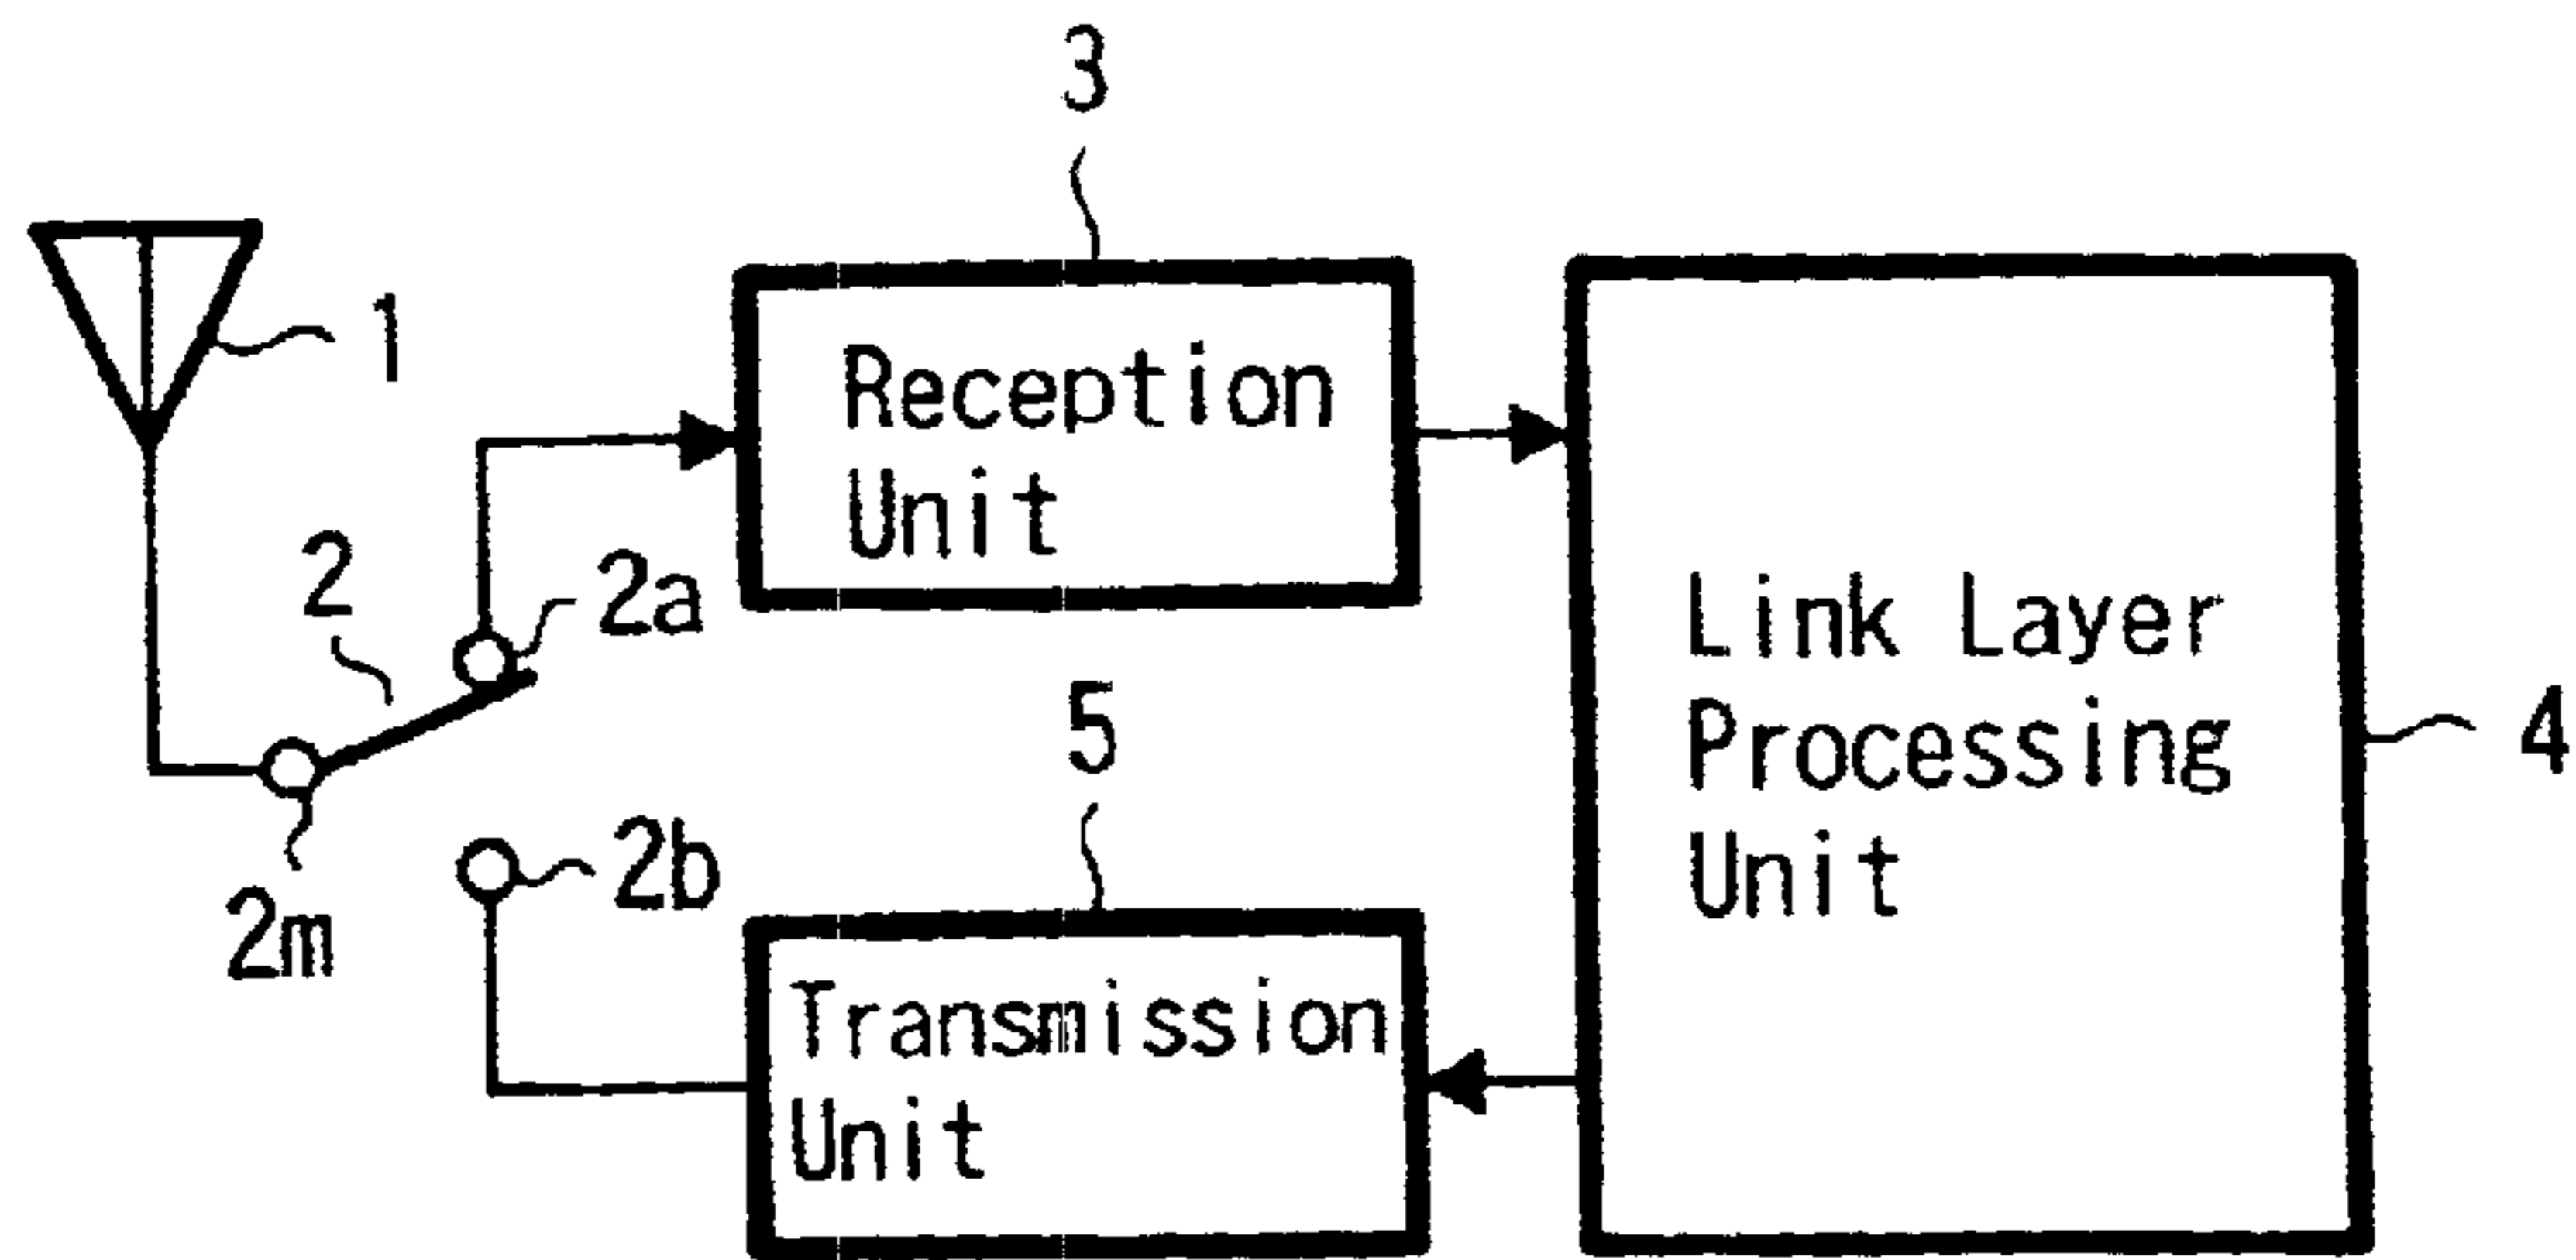 3
1
Reception
Unit
2
2a
Link Layer
Processing
Unit
4
5
2m
2b
Transmission
Unit